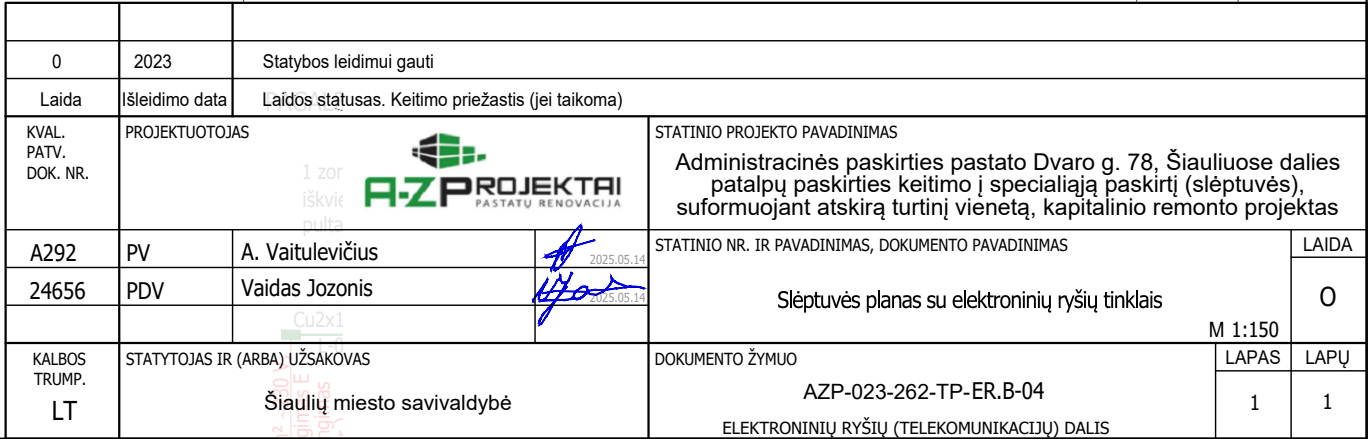 0 2023 Statybos leidimui gauti
Laida Išleidimo data Laidos statusas. Keitimo priežastis (jei taikoma)
KVAL.
PATV.
DOK. NR.
PROJEKTUOTOJAS
1 zon
iškvie
pulta
A-Z PROJEKTAI
PASTATŲ RENOVACIJA
STATINIO PROJEKTO PAVADINIMAS
Administracinės paskirties pastato Dvaro g. 78, Šiauliuose dalies
patalpų paskirties keitimo į specialiąją paskirtį (slėptuvės),
suformuojant atskirą turtinį vienetą, kapitalinio remonto projektas
A292 PV A. Vaitulevičius 2025.05.14
24656 PDV Vaidas Jozonis 2025.05.14
Cu2x1
STATINIO NR. IR PAVADINIMAS, DOKUMENTO PAVADINIMAS
Slėptuvės planas su elektroninių ryšių tinklais
M 1:150
LAIDA
O
KALBOS
TRUMP.
LT
STATYTOJAS IR (ARBA) UŽSAKOVAS
Šiaulių miesto savivaldybė
DOKUMENTO ŽYMUO
AZP-023-262-TP-ER.B-04
ELEKTRONINIŲ RYŠIŲ (TELEKOMUNIKACIJŲ) DALIS
LAPAS
1
LAPŲ
1